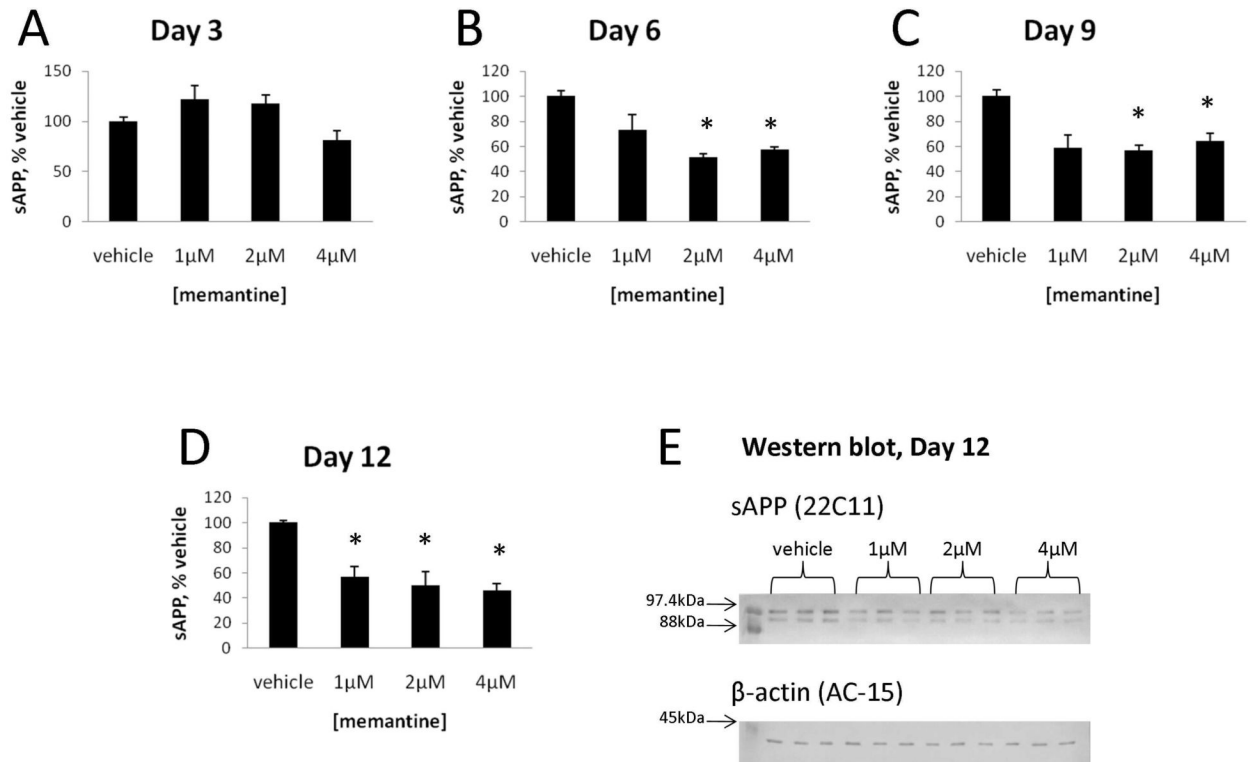 A Day 3
sAPP, % vehicle
150
100
50
0
vehicle 1µM 2µM 4µM
[memantine]
B Day 6
sAPP, % vehicle
120
100
80
60
40
20
0
* *
vehicle 1µM 2µM 4µM
[memantine]
C Day 9
sAPP, % vehicle
120
100
80
60
40
20
0
* *
vehicle 1µM 2µM 4µM
[memantine]
D Day 12
sAPP, % vehicle
120
100
80
60
40
20
0
* * *
vehicle 1µM 2µM 4µM
[memantine]
E Western blot, Day 12
sAPP (22C11)
vehicle 1µM 2µM 4µM
97.4kDa
88kDa
β-actin (AC-15)
45kDa